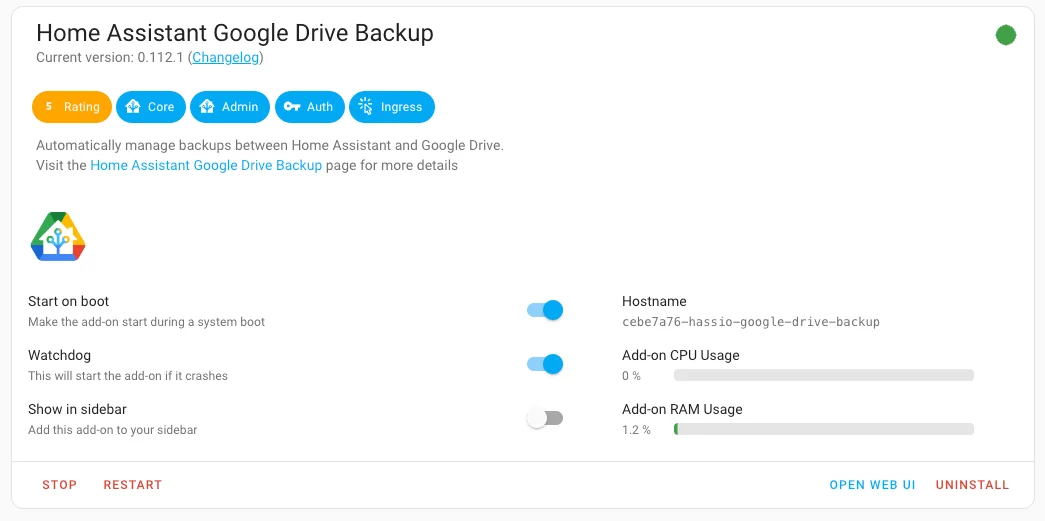 Home Assistant Google Drive Backup
Current version: 0.112.1 (Changelog)
5 Rating Core Admin Auth Ingress
Automatically manage backups between Home Assistant and Google Drive.
Visit the Home Assistant Google Drive Backup page for more details
Start on boot
Make the add-on start during a system boot
Hostname
cebe7a76-hassio-google-drive-backup
Watchdog
This will start the add-on if it crashes
Add-on CPU Usage
0 %
Show in sidebar
Add this add-on to your sidebar
Add-on RAM Usage
1.2 %
STOP RESTART OPEN WEB UI UNINSTALL